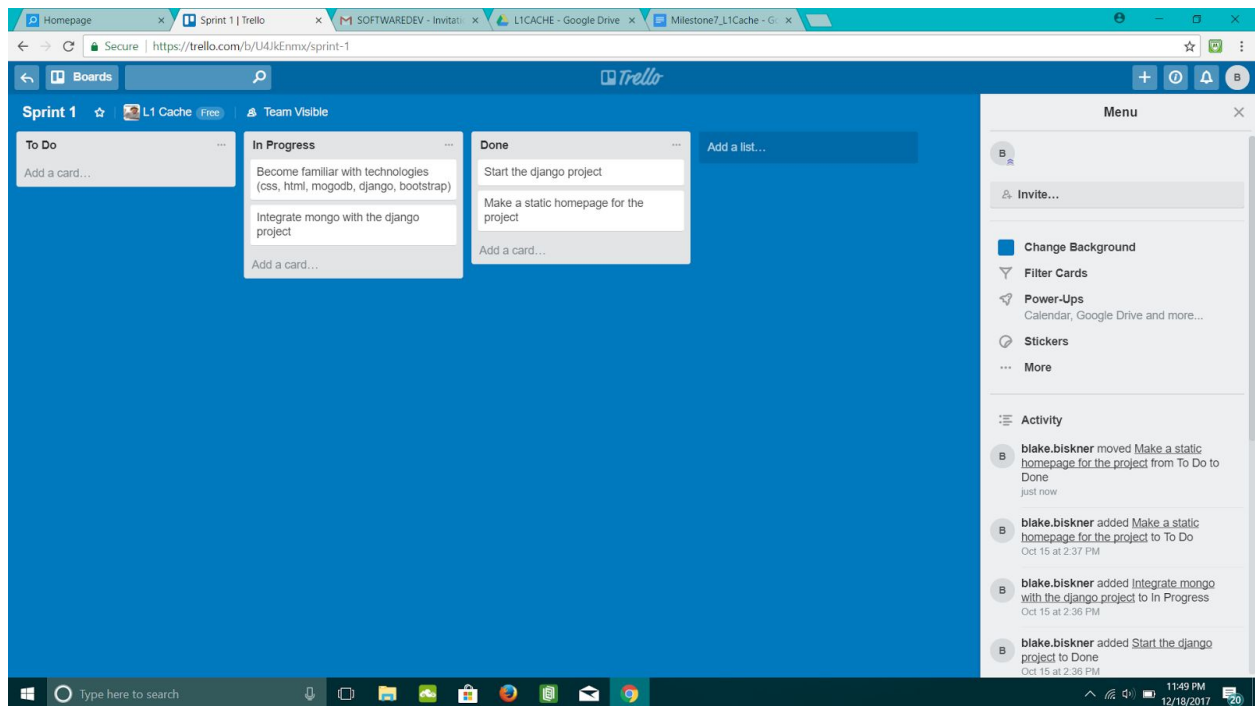 Homepage
Sprint 1 | Trello
SOFTWAREDEV - Invitati
L1CACHE - Google Drive
Milestone7_L1Cache - G
Secure
https://trello.com/b/U4JkEnmx/sprint-1
Boards
Trello
B
Sprint 1
L1 Cache
Free
Team Visible
To Do
Add a card…
In Progress
Become familiar with technologies
(css, html, mogodb, django, bootstrap)
Integrate mongo with the django
project
Add a card…
Done
Start the django project
Make a static homepage for the
project
Add a card…
Add a list…
Menu
B
Invite…
Change Background
Filter Cards
Power-Ups
Calendar, Google Drive and more...
Stickers
More
Activity
B
blake.biskner moved Make a static
homepage for the project from To Do to
Done
just now
B
blake.biskner added Make a static
homepage for the project to To Do
Oct 15 at 2:37 PM
B
blake.biskner added Integrate mongo
with the django project to In Progress
Oct 15 at 2:36 PM
B
blake.biskner added Start the django
project to Done
Oct 15 at 2:36 PM
Type here to search
11:49 PM
12/18/2017
20